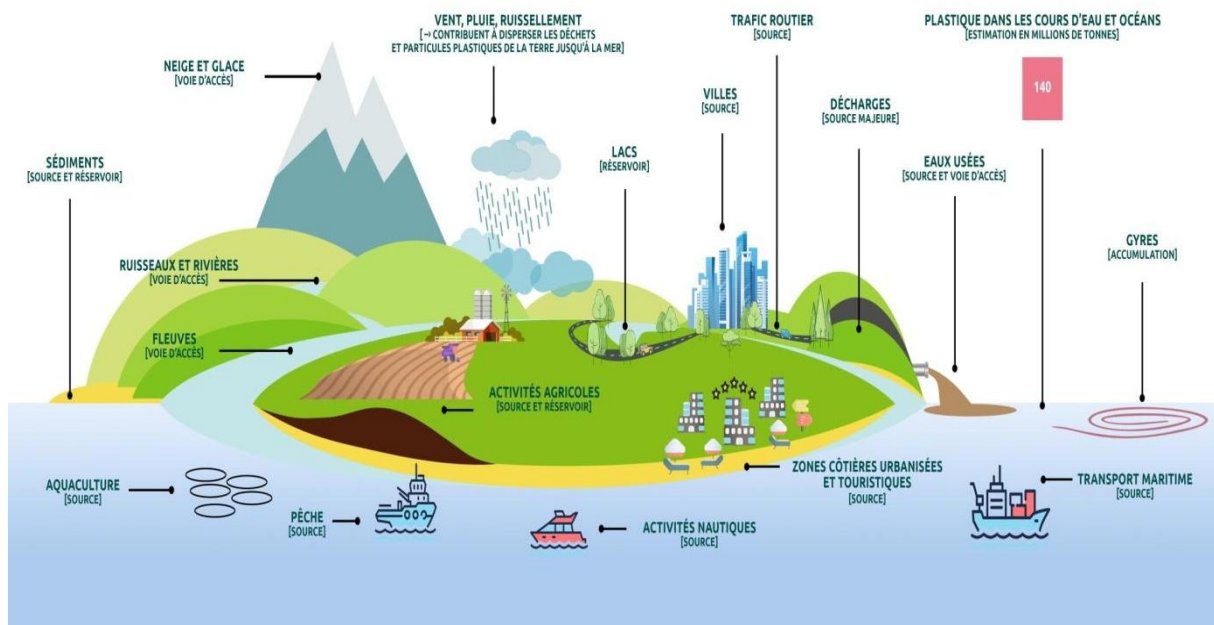 VENT, PLUIE, RUISSELLEMENT
[→ CONTRIBUENT À DISPERSER LES DÉCHETS
ET PARTICULES PLASTIQUES DE LA TERRE JUSQU'À LA MER]
TRAFIC ROUTIER
[SOURCE]
PLASTIQUE DANS LES COURS D'EAU ET OCÉANS
[ESTIMATION EN MILLIONS DE TONNES]
140
NEIGE ET GLACE
[VOIE D'ACCÈS]
VILLES
[SOURCE]
DÉCHARGES
[SOURCE MAJEURE]
SÉDIMENTS
[SOURCE ET RÉSERVOIR]
LACS
[RÉSERVOIR]
EAUX USÉES
[SOURCE ET VOIE D'ACCÈS]
GYRES
[ACCUMULATION]
RUISSEAUX ET RIVIÈRES
[VOIE D'ACCÈS]
FLEUVES
[VOIE D'ACCÈS]
ACTIVITÉS AGRICOLES
[SOURCE ET RÉSERVOIR]
ZONES CÔTIÈRES URBANISÉES
ET TOURISTIQUES
[SOURCE]
AQUACULTURE
[SOURCE]
TRANSPORT MARITIME
[SOURCE]
PÊCHE
[SOURCE]
ACTIVITÉS NAUTIQUES
[SOURCE]